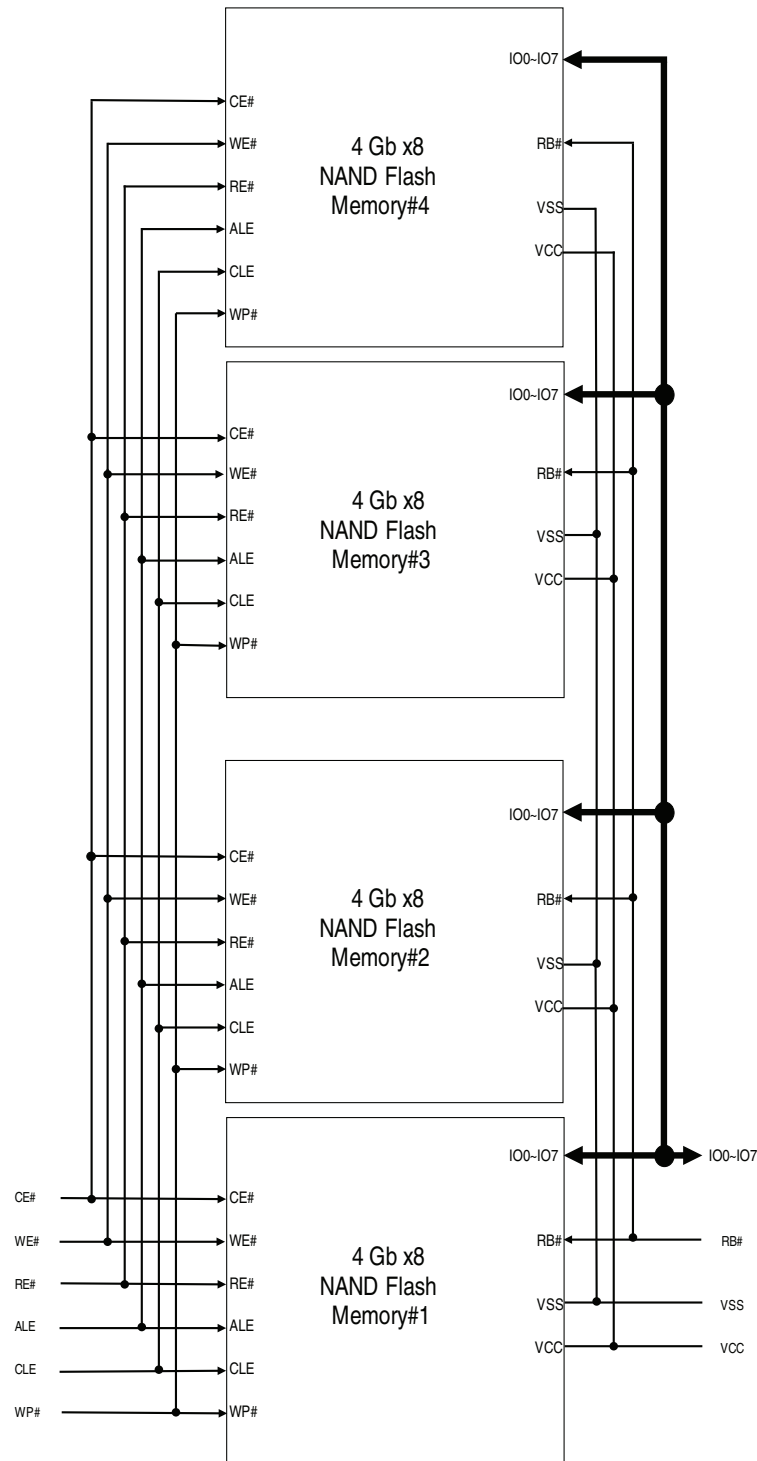 IO0~IO7
CE#
WE#
RB#
RE#
ALE
CLE
WP#
VSS
VCC
4 Gb x8
NAND Flash
Memory#4
IO0~IO7
CE#
WE#
RB#
RE#
ALE
CLE
WP#
VSS
VCC
4 Gb x8
NAND Flash
Memory#3
IO0~IO7
CE#
WE#
RB#
RE#
ALE
CLE
WP#
VSS
VCC
4 Gb x8
NAND Flash
Memory#2
IO0~IO7
IO0~IO7
CE#
CE#
WE#
WE#
RB#
RB#
RE#
RE#
ALE
ALE
CLE
CLE
WP#
WP#
VSS
VSS
VCC
VCC
4 Gb x8
NAND Flash
Memory#1